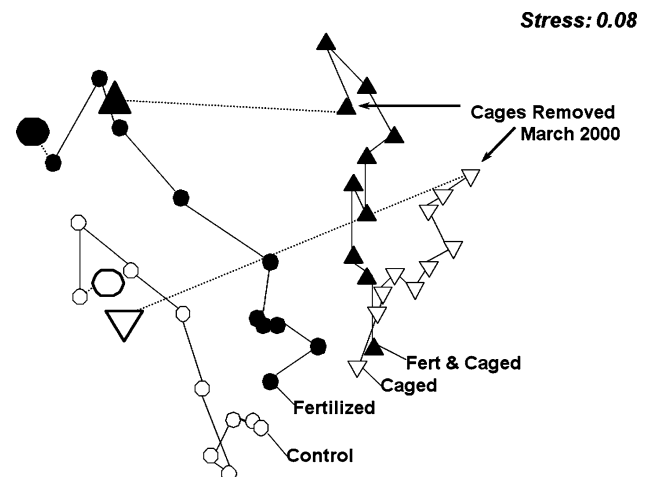 Stress: 0.08
Cages Removed
March 2000
Fert & Caged
Caged
Fertilized
Control